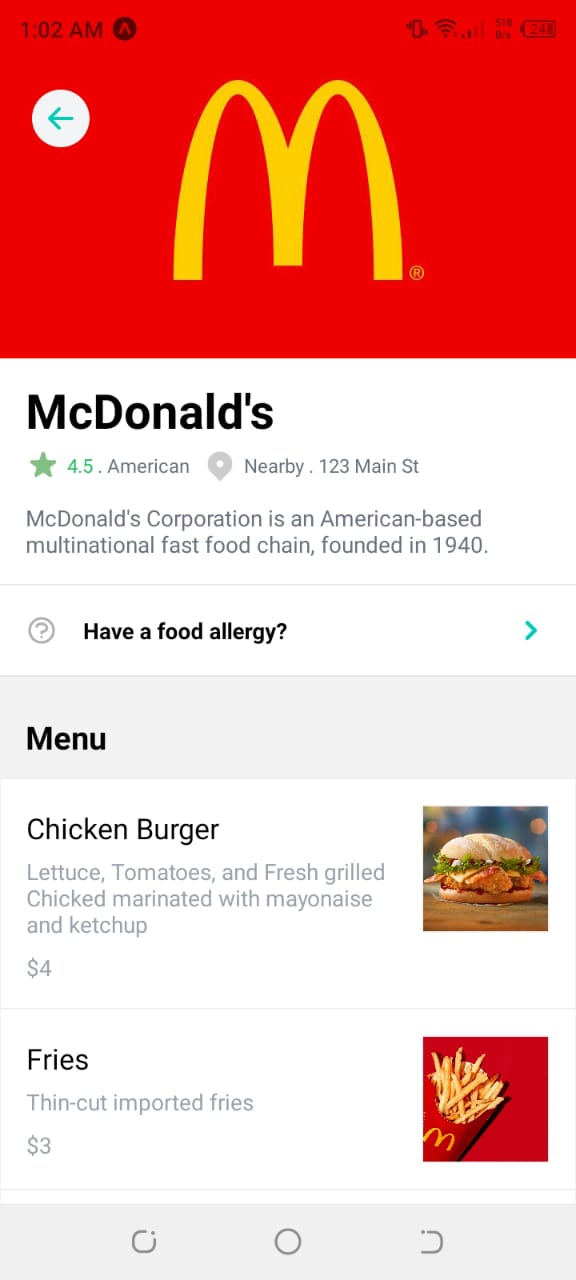 1:02 AM
518
B/s
24
®
McDonald's
4.5 . American
Nearby . 123 Main St
McDonald's Corporation is an American-based
multinational fast food chain, founded in 1940.
Have a food allergy?
Menu
Chicken Burger
Lettuce, Tomatoes, and Fresh grilled
Chicked marinated with mayonaise
and ketchup
$4
Fries
Thin-cut imported fries
$3